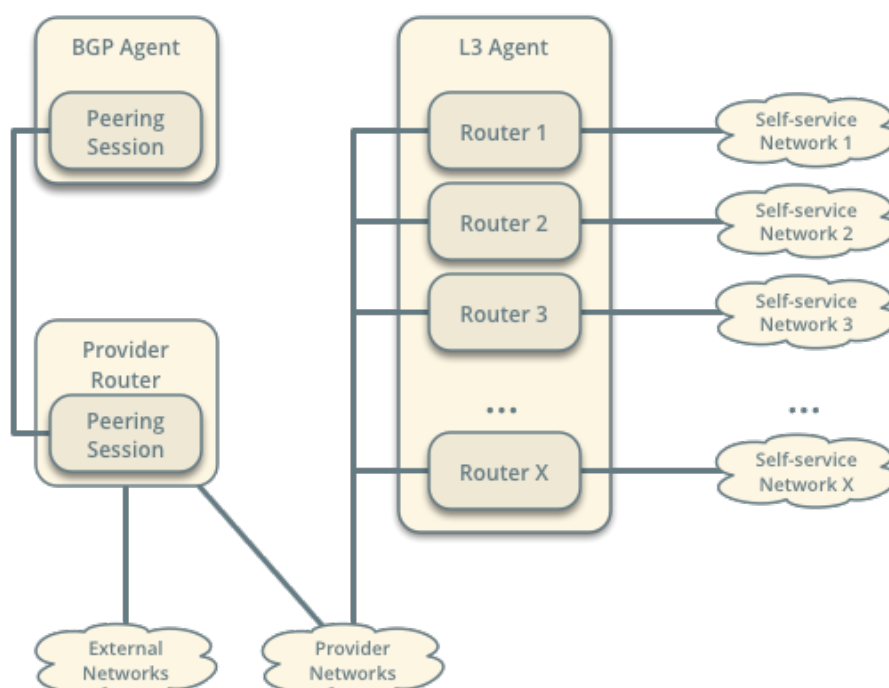 BGP Agent
Peering
Session
L3 Agent
Router 1
Self-service
Network 1
Router 2
Self-service
Network 2
Router 3
Self-service
Network 3
...
...
Router X
Self-service
Network X
Provider
Router
Peering
Session
External
Networks
Provider
Networks